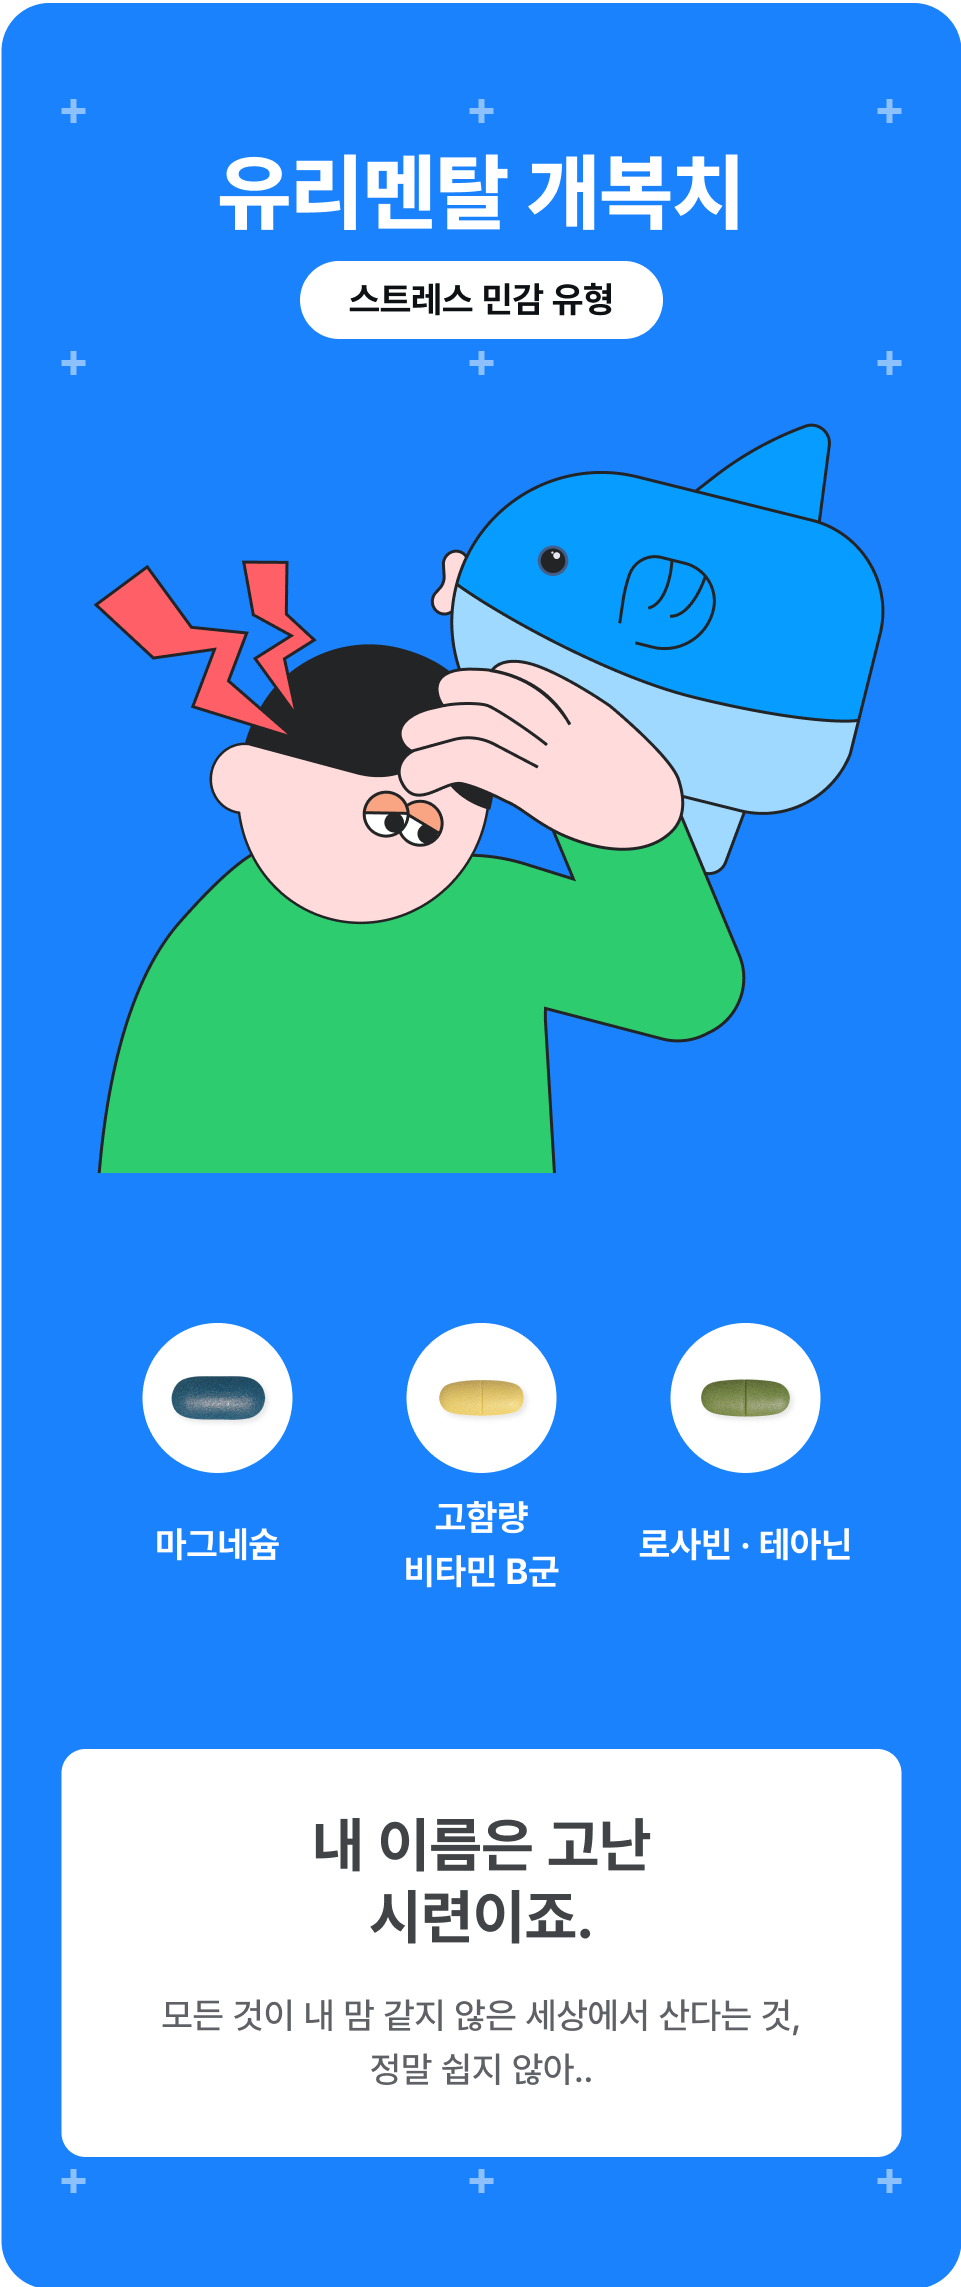 유리멘탈 개복치
스트레스 민감 유형
마그네슘
고함량
비타민 B군
로사빈 · 테아닌
내 이름은 고난
시련이죠.
모든 것이 내 맘 같지 않은 세상에서 산다는 것,
정말 쉽지 않아..